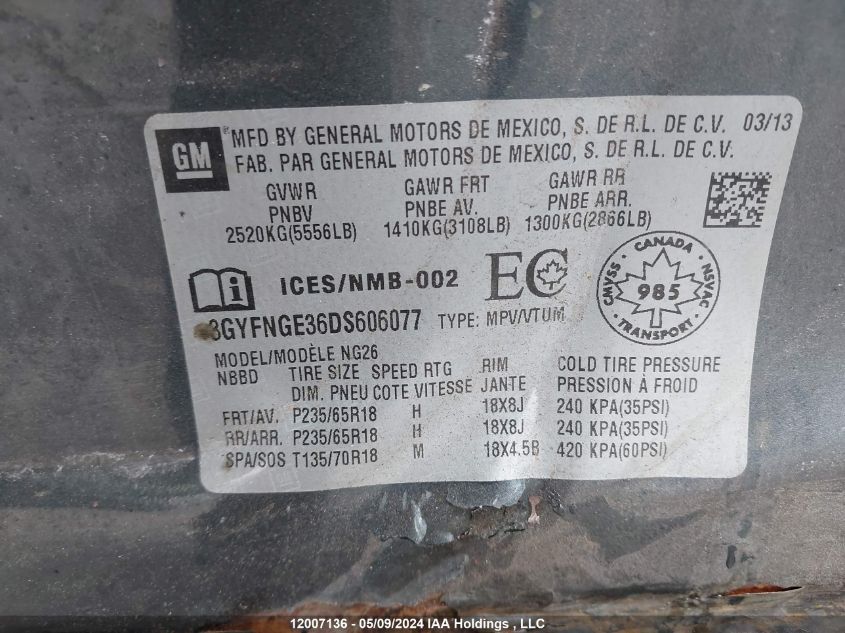 GM ® MFD BY GENERAL MOTORS DE MEXICO, S. DE R.L. DE C.V. 03/13
FAB. PAR GENERAL MOTORS DE MEXICO, S. DE R.L. DE C.V.
GVWR GAWR FRT GAWR RR
PNBV PNBE AV. PNBE ARR.
2520KG(5556LB) 1410KG(3108LB) 1300KG(2866LB)
i ICES/NMB-002 EC
CANADA
CMVSS 985 NSVAC
TRANSPORT
3GYFNGE36DS606077 TYPE: MPV/VTUM
MODEL/MODÈLE NG26
NBBD TIRE SIZE SPEED RTG RIM COLD TIRE PRESSURE
DIM. PNEU COTE VITESSE JANTE PRESSION À FROID
FRT/AV. P235/65R18 H 18X8J 240 KPA(35PSI)
RR/ARR. P235/65R18 H 18X8J 240 KPA(35PSI)
SPA/SOS T135/70R18 M 18X4.5B 420 KPA(60PSI)
12007136 - 05/09/2024 IAA Holdings , LLC